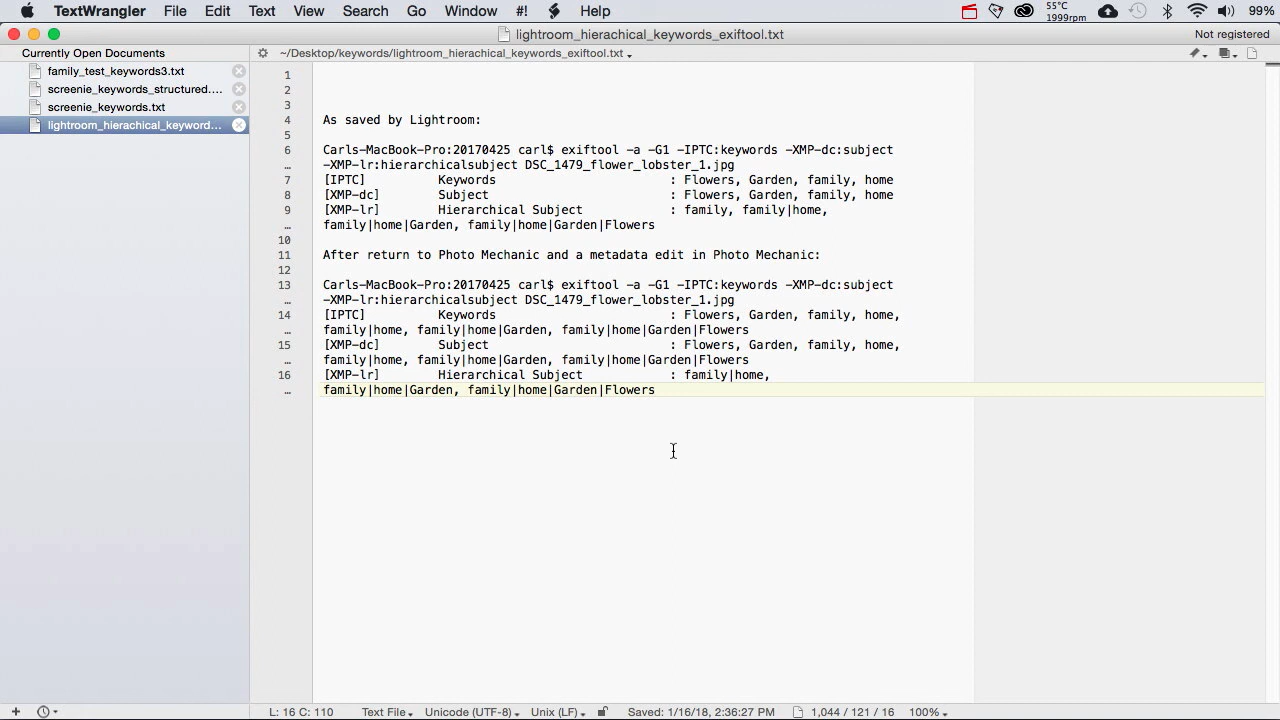 TextWrangler File Edit Text View Search Go Window #! Help 55°C 1999rpm 99%
lightroom_hierachical_keywords_exiftool.txt Not registered
Currently Open Documents ~/Desktop/keywords/lightroom_hierachical_keywords_exiftool.txt
family_test_keywords3.txt
screenie_keywords_structured....
screenie_keywords.txt
lightroom_hierachical_keyword...
1
2
3
4 As saved by Lightroom:
5
6 Carls-MacBook-Pro:20170425 carl$ exiftool -a -G1 -IPTC:keywords -XMP-dc:subject
… -XMP-lr:hierarchicalsubject DSC_1479_flower_lobster_1.jpg
7 [IPTC] Keywords : Flowers, Garden, family, home
8 [XMP-dc] Subject : Flowers, Garden, family, home
9 [XMP-lr] Hierarchical Subject : family, family|home,
… family|home|Garden, family|home|Garden|Flowers
10
11 After return to Photo Mechanic and a metadata edit in Photo Mechanic:
12
13 Carls-MacBook-Pro:20170425 carl$ exiftool -a -G1 -IPTC:keywords -XMP-dc:subject
… -XMP-lr:hierarchicalsubject DSC_1479_flower_lobster_1.jpg
14 [IPTC] Keywords : Flowers, Garden, family, home,
… family|home, family|home|Garden, family|home|Garden|Flowers
15 [XMP-dc] Subject : Flowers, Garden, family, home,
… family|home, family|home|Garden, family|home|Garden|Flowers
16 [XMP-lr] Hierarchical Subject : family|home,
… family|home|Garden, family|home|Garden|Flowers
L: 16 C: 110 Text File Unicode (UTF-8) Unix (LF) Saved: 1/16/18, 2:36:27 PM 1,044 / 121 / 16 100%